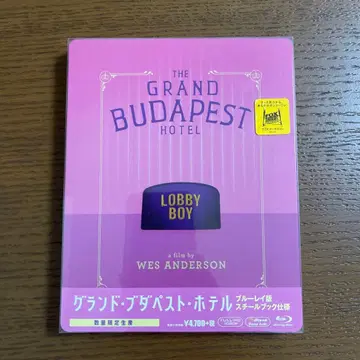 THE
GRAND
BUDAPEST
HOTEL
LOBBY
BOY
a film by
WES ANDERSON
グランド・ブダペスト・ホテル
ブルーレイ版
スチールブック仕様
数量限定生産
¥4,700+税